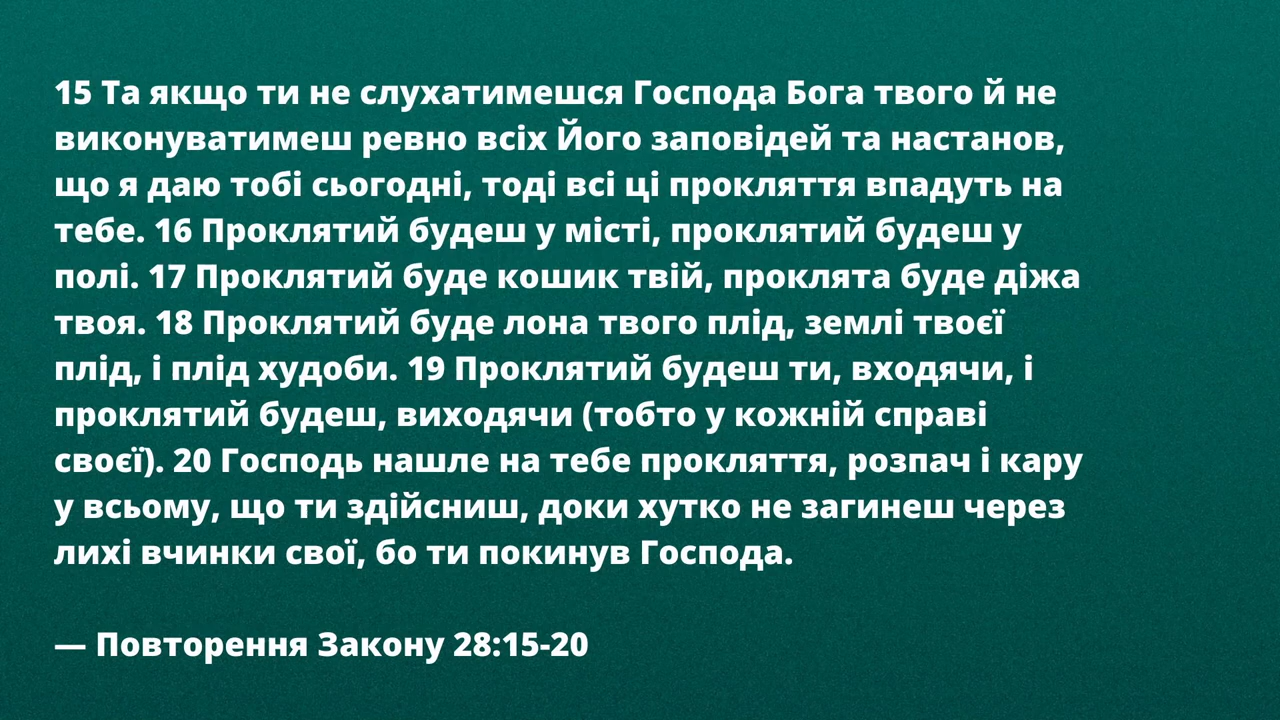 15 Та якщо ти не слухатимешся Господа Бога твого й не
виконуватимеш ревно всіх Його заповідей та настанов,
що я даю тобі сьогодні, тоді всі ці прокляття впадуть на
тебе. 16 Проклятий будеш у місті, проклятий будеш у
полі. 17 Проклятий буде кошик твій, проклята буде діжа
твоя. 18 Проклятий буде лона твого плід, землі твоєї
плід, і плід худоби. 19 Проклятий будеш ти, входячи, і
проклятий будеш, виходячи (тобто у кожній справі
своєї). 20 Господь нашле на тебе прокляття, розпач і кару
у всьому, що ти здійсниш, доки хутко не загинеш через
лихі вчинки свої, бо ти покинув Господа.
— Повторення Закону 28:15-20